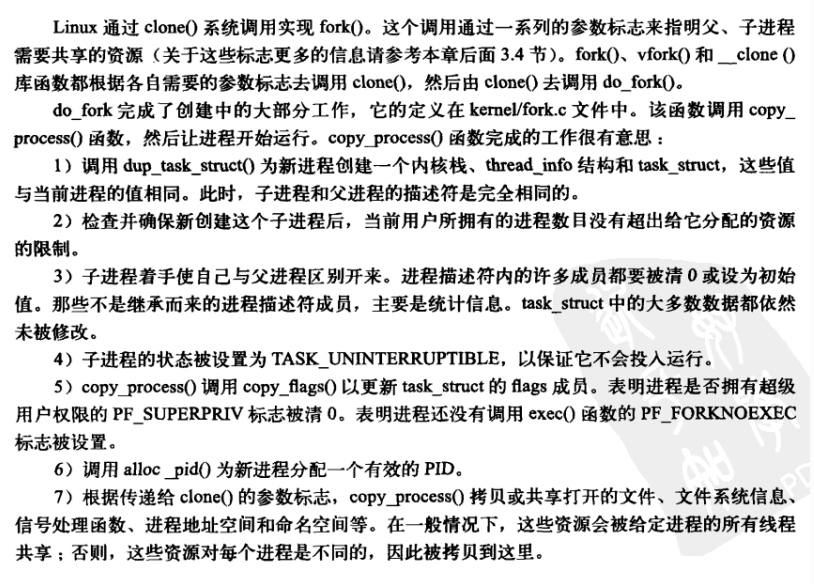 Linux 通过 clone() 系统调用实现 fork()。这个调用通过一系列的参数标志来指明父、子进程
需要共享的资源（关于这些标志更多的信息请参考本章后面 3.4 节）。fork()、vfork() 和 __clone ()
库函数都根据各自需要的参数标志去调用 clone()，然后由 clone() 去调用 do_fork()。
do_fork 完成了创建中的大部分工作，它的定义在 kernel/fork.c 文件中。该函数调用 copy_
process() 函数，然后让进程开始运行。copy_process() 函数完成的工作很有意思：
1）调用 dup_task_struct() 为新进程创建一个内核栈、thread_info 结构和 task_struct，这些值
与当前进程的值相同。此时，子进程和父进程的描述符是完全相同的。
2）检查并确保新创建这个子进程后，当前用户所拥有的进程数目没有超出给它分配的资源
的限制。
3）子进程着手使自己与父进程区别开来。进程描述符内的许多成员都要被清 0 或设为初始
值。那些不是继承而来的进程描述符成员，主要是统计信息。task_struct 中的大多数数据都依然
未被修改。
4）子进程的状态被设置为 TASK_UNINTERRUPTIBLE，以保证它不会投入运行。
5）copy_process() 调用 copy_flags() 以更新 task_struct 的 flags 成员。表明进程是否拥有超级
用户权限的 PF_SUPERPRIV 标志被清 0。表明进程还没有调用 exec() 函数的 PF_FORKNOEXEC
标志被设置。
6）调用 alloc _pid() 为新进程分配一个有效的 PID。
7）根据传递给 clone() 的参数标志，copy_process() 拷贝或共享打开的文件、文件系统信息、
信号处理函数、进程地址空间和命名空间等。在一般情况下，这些资源会被给定进程的所有线程
共享；否则，这些资源对每个进程是不同的，因此被拷贝到这里。